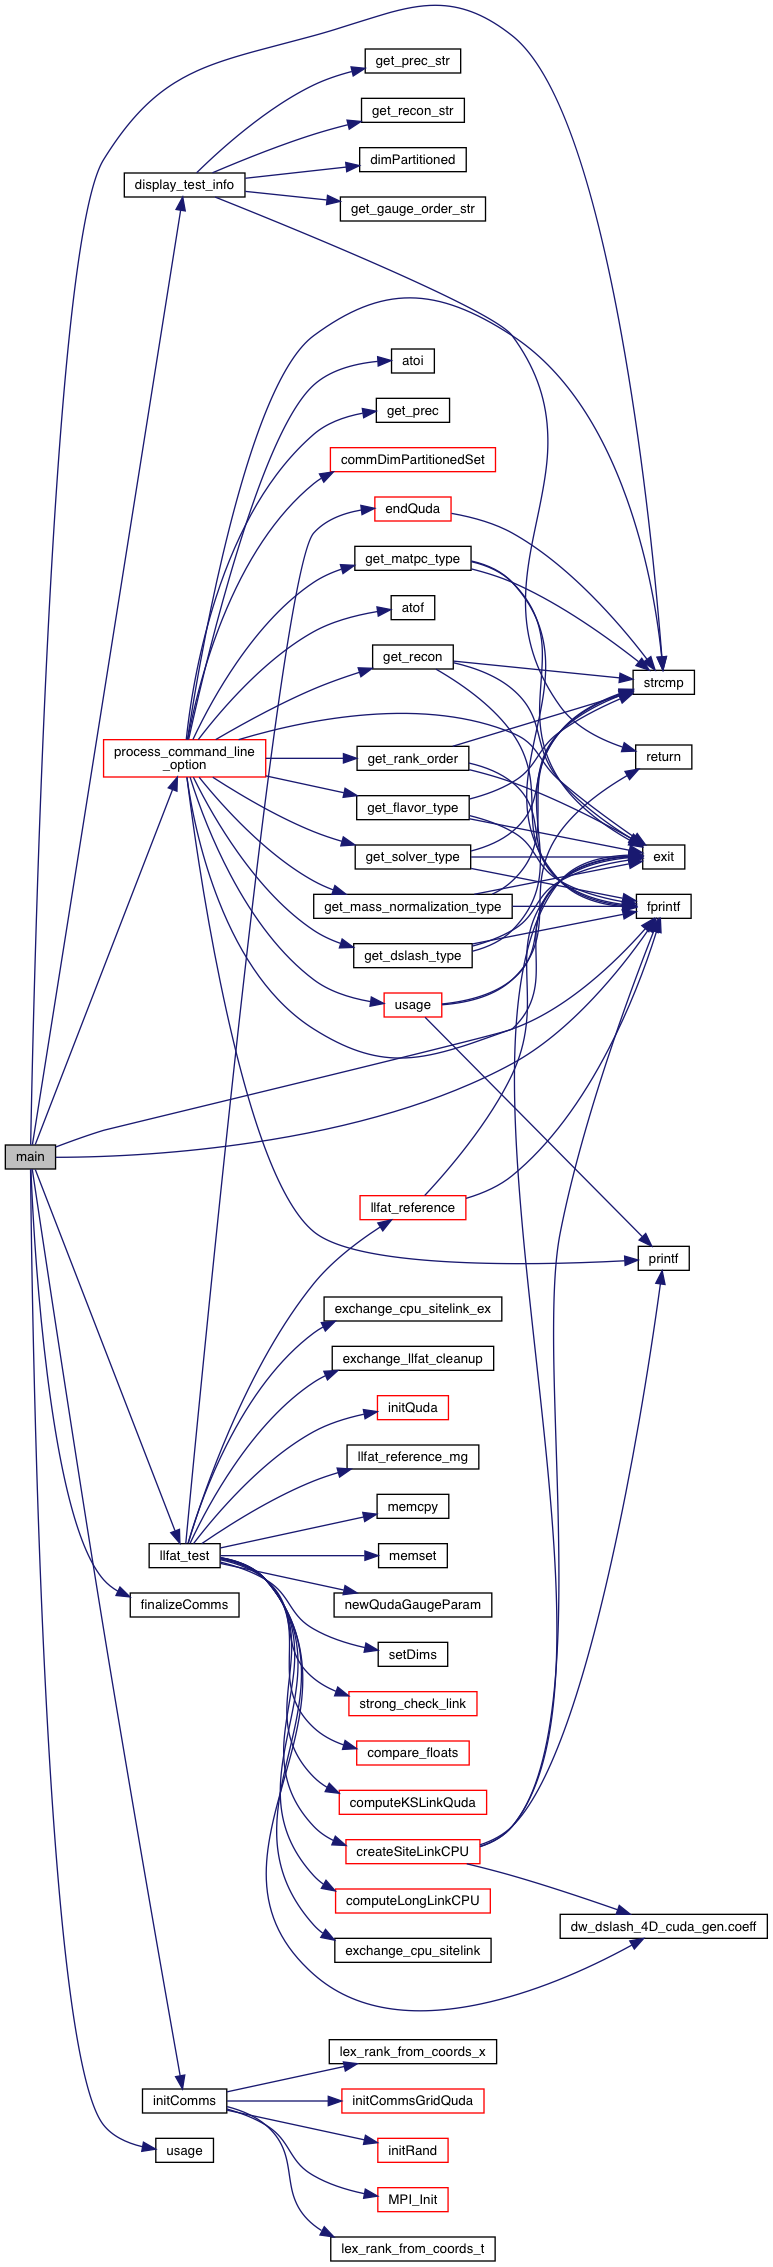 get_prec_str
get_recon_str
dimPartitioned
display_test_info
get_gauge_order_str
atoi
get_prec
commDimPartitionedSet
endQuda
get_matpc_type
atof
get_recon
strcmp
process_command_line
_option
get_rank_order
return
get_flavor_type
get_solver_type
exit
get_mass_normalization_type
fprintf
get_dslash_type
usage
main
llfat_reference
printf
exchange_cpu_sitelink_ex
exchange_llfat_cleanup
initQuda
llfat_reference_mg
memcpy
llfat_test
memset
finalizeComms
newQudaGaugeParam
setDims
strong_check_link
compare_floats
computeKSLinkQuda
createSiteLinkCPU
computeLongLinkCPU
dw_dslash_4D_cuda_gen.coeff
exchange_cpu_sitelink
lex_rank_from_coords_x
initComms
initCommsGridQuda
usage
initRand
MPI_Init
lex_rank_from_coords_t